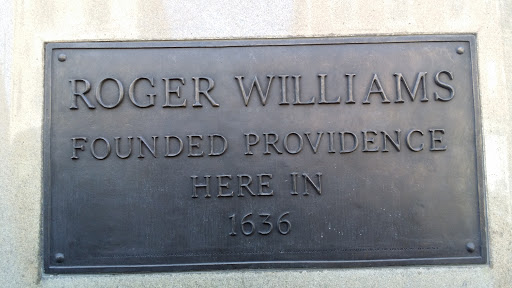 ROGER WILLIAMS
FOUNDED PROVIDENCE
HERE IN
1636